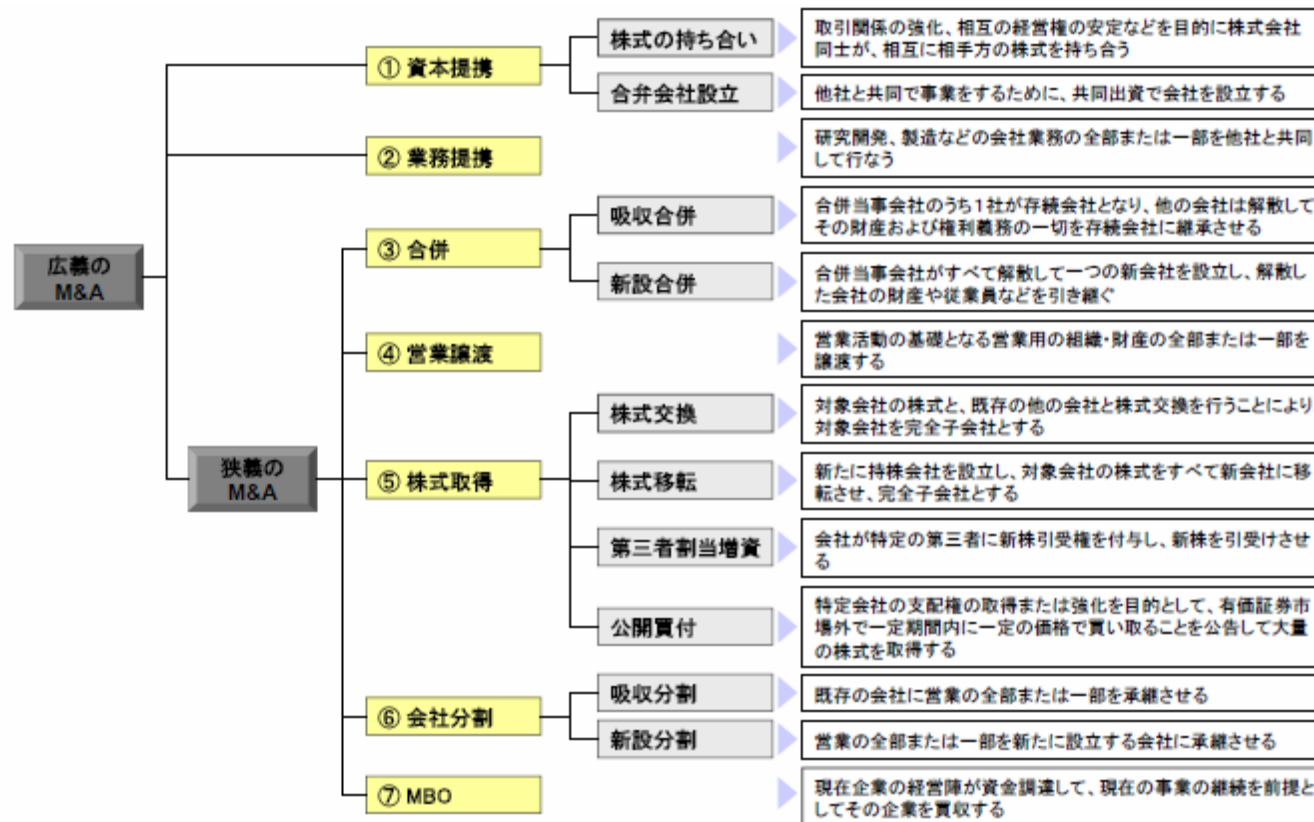 広義の
M&A
① 資本提携
株式の持ち合い
取引関係の強化、相互の経営権の安定などを目的に株式会社
同士が、相互に相手方の株式を持ち合う
合弁会社設立
他社と共同で事業をするために、共同出資で会社を設立する
② 業務提携
研究開発、製造などの会社業務の全部または一部を他社と共同
して行なう
狭義の
M&A
③ 合併
吸収合併
合併当事会社のうち1社が存続会社となり、他の会社は解散して
その財産および権利義務の一切を存続会社に継承させる
新設合併
合併当事会社がすべて解散して一つの新会社を設立し、解散し
た会社の財産や従業員などを引き継ぐ
④ 営業譲渡
営業活動の基礎となる営業用の組織・財産の全部または一部を
譲渡する
⑤ 株式取得
株式交換
対象会社の株式と、既存の他の会社と株式交換を行うことにより
対象会社を完全子会社とする
株式移転
新たに持株会社を設立し、対象会社の株式をすべて新会社に移
転させ、完全子会社とする
第三者割当増資
会社が特定の第三者に新株引受権を付与し、新株を引受けさせ
る
公開買付
特定会社の支配権の取得または強化を目的として、有価証券市
場外で一定期間内に一定の価格で買い取ることを公告して大量
の株式を取得する
⑥ 会社分割
吸収分割
既存の会社に営業の全部または一部を承継させる
新設分割
営業の全部または一部を新たに設立する会社に承継させる
⑦ MBO
現在企業の経営陣が資金調達して、現在の事業の継続を前提と
してその企業を買収する